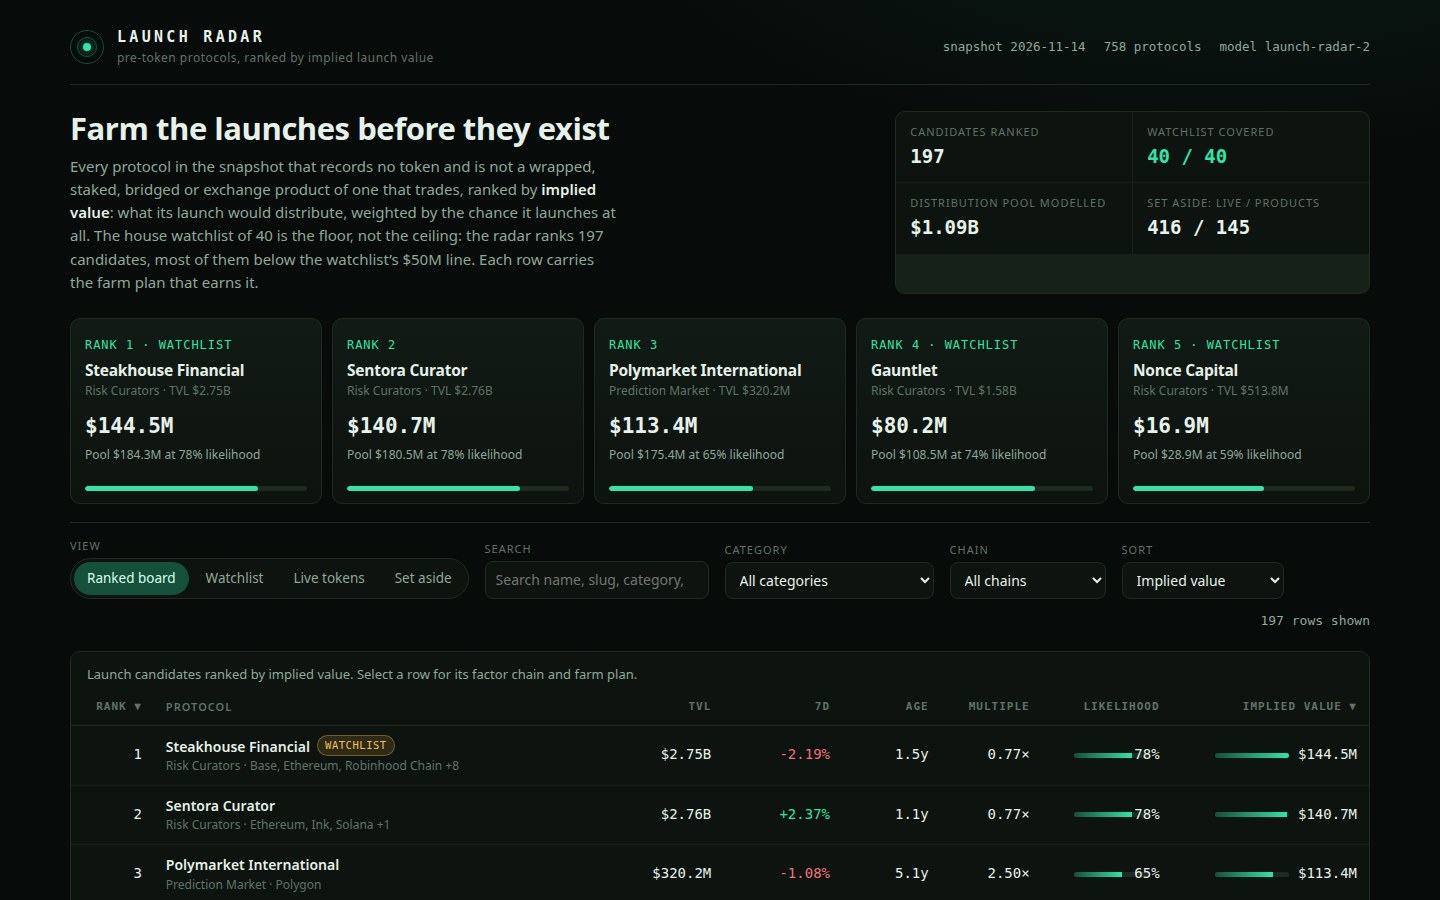 LAUNCH RADAR
pre-token protocols, ranked by implied launch value
snapshot 2026-11-14 758 protocols model launch-radar-2
Farm the launches before they exist
Every protocol in the snapshot that records no token and is not a wrapped,
staked, bridged or exchange product of one that trades, ranked by implied
value: what its launch would distribute, weighted by the chance it launches at
all. The house watchlist of 40 is the floor, not the ceiling: the radar ranks 197
candidates, most of them below the watchlist’s $50M line. Each row carries
the farm plan that earns it.
CANDIDATES RANKED
197
WATCHLIST COVERED
40 / 40
DISTRIBUTION POOL MODELLED
$1.09B
SET ASIDE: LIVE / PRODUCTS
416 / 145
RANK 1 · WATCHLIST
Steakhouse Financial
Risk Curators · TVL $2.75B
$144.5M
Pool $184.3M at 78% likelihood
RANK 2
Sentora Curator
Risk Curators · TVL $2.76B
$140.7M
Pool $180.5M at 78% likelihood
RANK 3
Polymarket International
Prediction Market · TVL $320.2M
$113.4M
Pool $175.4M at 65% likelihood
RANK 4 · WATCHLIST
Gauntlet
Risk Curators · TVL $1.58B
$80.2M
Pool $108.5M at 74% likelihood
RANK 5 · WATCHLIST
Nonce Capital
Risk Curators · TVL $513.8M
$16.9M
Pool $28.9M at 59% likelihood
VIEW
Ranked board Watchlist Live tokens Set aside
SEARCH
Search name, slug, category,
CATEGORY
All categories
CHAIN
All chains
SORT
Implied value
197 rows shown
Launch candidates ranked by implied value. Select a row for its factor chain and farm plan.
RANK ▼ PROTOCOL TVL 7D AGE MULTIPLE LIKELIHOOD IMPLIED VALUE ▼
1 Steakhouse Financial WATCHLIST $2.75B -2.19% 1.5y 0.77× 78% $144.5M
Risk Curators · Base, Ethereum, Robinhood Chain +8
2 Sentora Curator $2.76B +2.37% 1.1y 0.77× 78% $140.7M
Risk Curators · Ethereum, Ink, Solana +1
3 Polymarket International $320.2M -1.08% 5.1y 2.50× 65% $113.4M
Prediction Market · Polygon